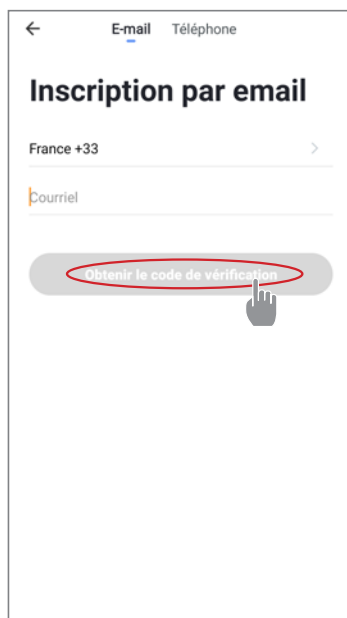 E-mail Téléphone
Inscription par email
France +33
Courriel
Obtenir le code de vérification